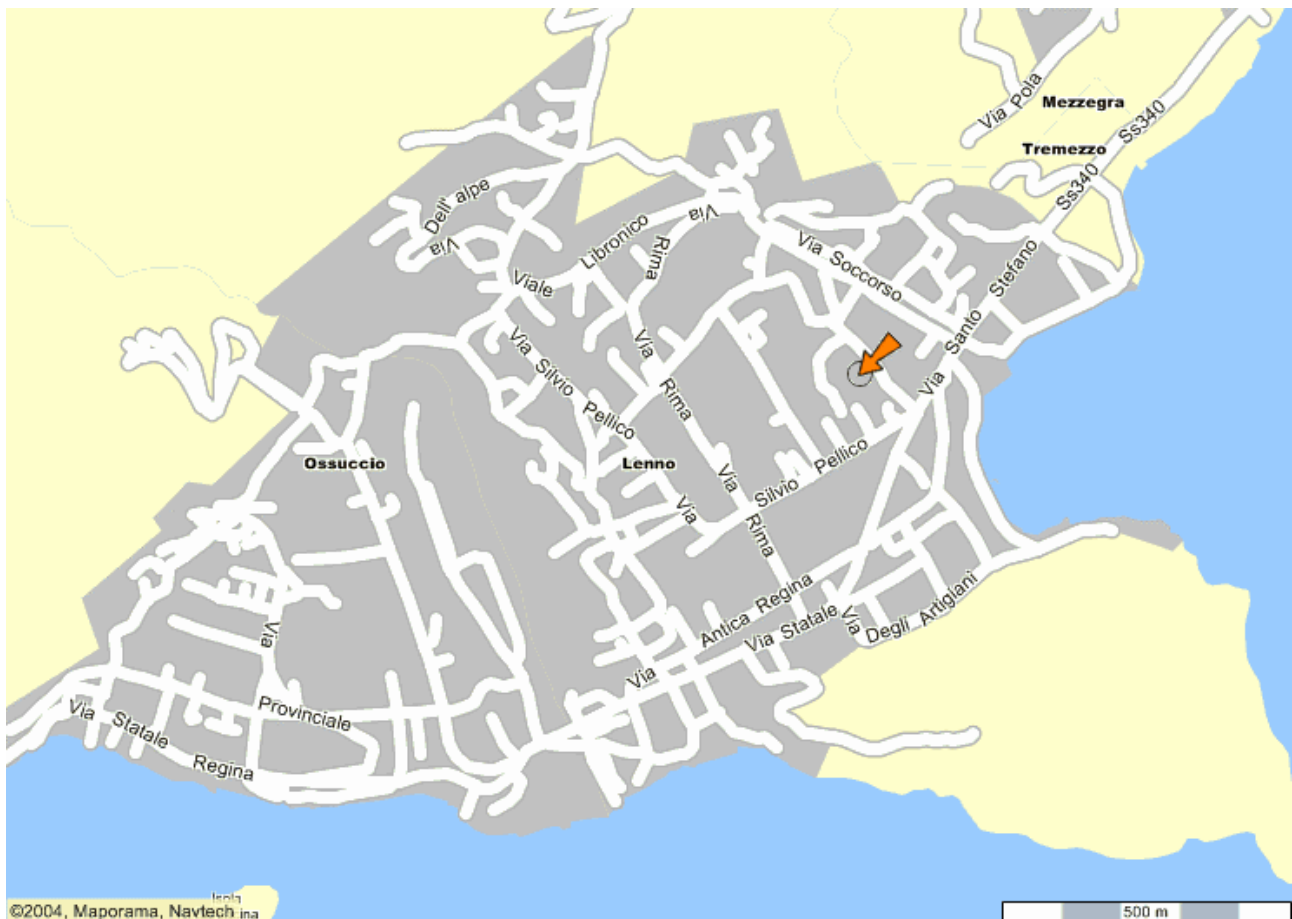 Via Pola
Mezzegra
Ss340
Tremezzo
Ss340
Dell' alpe
Via
Via
Libronico
Rima
Via Soccorso
Viale
Via Santo Stefano
Via Silvio Pellico
Via Rima
Ossuccio
Lenno
Via Silvio Pellico
Via Rima
Via Antica Regina
Via Statale
Via Degli Artigiani
Via Provinciale
Via Statale Regina
©2004, Maporama, Navtech
500 m